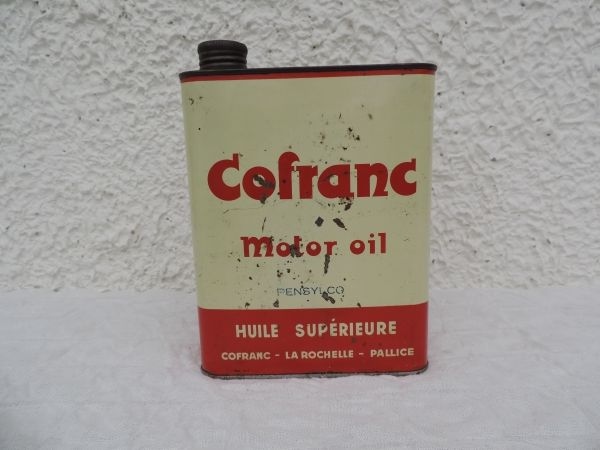 Cofranc
Motor oil
PENSYLCO
HUILE SUPÉRIEURE
COFRANC - LA ROCHELLE - PALLICE